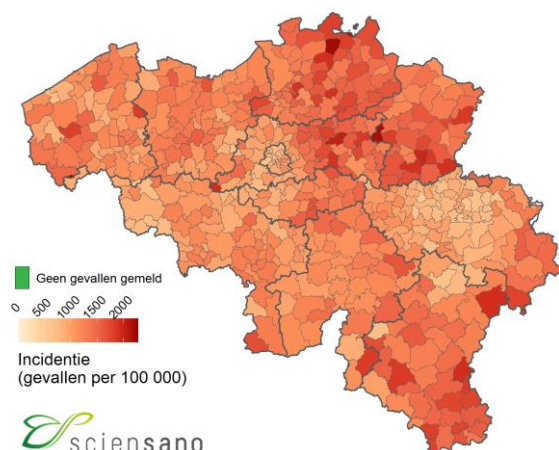 Geen gevallen gemeld
0 500 1000 1500 2000
Incidentie
(gevallen per 100 000)
sciensano